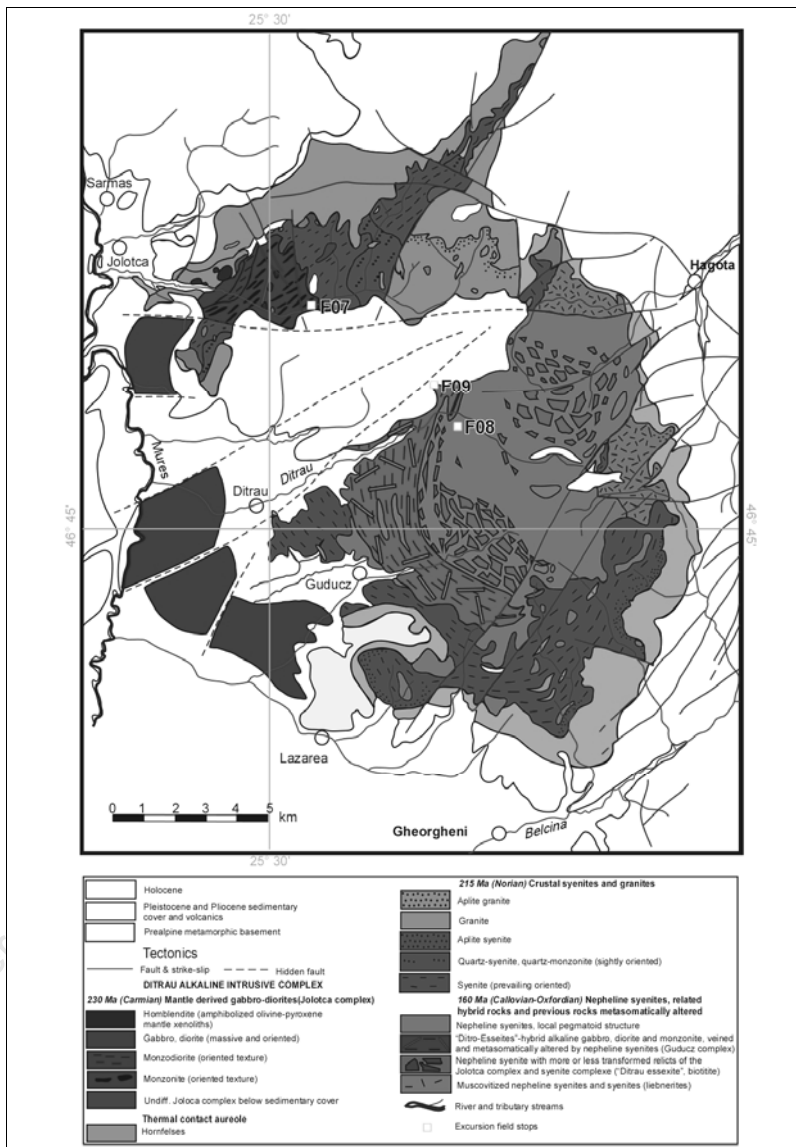 25° 30'
Sarmas
Jolotca
Hagota
F07
F09
F08
Mures
Ditrau
Ditrau
46° 45'
46° 45'
Guducz
Lazarea
0 1 2 3 4 5
km
Gheorgheni
Belcina
25° 30'
Holocene
Pleistocene and Pliocene sedimentary
cover and volcanics
Prealpine metamorphic basement
Tectonics
Fault & strike-slip
Hidden fault
DITRAU ALKALINE INTRUSIVE COMPLEX
230 Ma (Carmian) Mantle derived gabbro-diorites(Jolotca complex)
Hornblendite (amphibolized olivine-pyroxene
mantle xenoliths)
Gabbro, diorite (massive and oriented)
Monzodiorite (oriented texture)
Monzonite (oriented texture)
Undiff. Joloca complex below sedimentary cover
Thermal contact aureole
Hornfelses
215 Ma (Norian) Crustal syenites and granites
Aplite granite
Granite
Aplite syenite
Quartz-syenite, quartz-monzonite (sightly oriented)
Syenite (prevailing oriented)
160 Ma (Callovian-Oxfordian) Nepheline syenites, related
hybrid rocks and previous rocks metasomatically altered
Nepheline syenites, local pegmatoid structure
"Ditro-Esseites"-hybrid alkaline gabbro, diorite and monzonite, veined
and metasomatically altered by nepheline syenites (Guducz complex)
Nepheline syenite with more or less transformed relicts of the
Jolotca complex and syenite complexe ("Ditrau essexite", biotitite)
Muscovitized nepheline syenites and syenites (liebnerites)
River and tributary streams
Excursion field stops